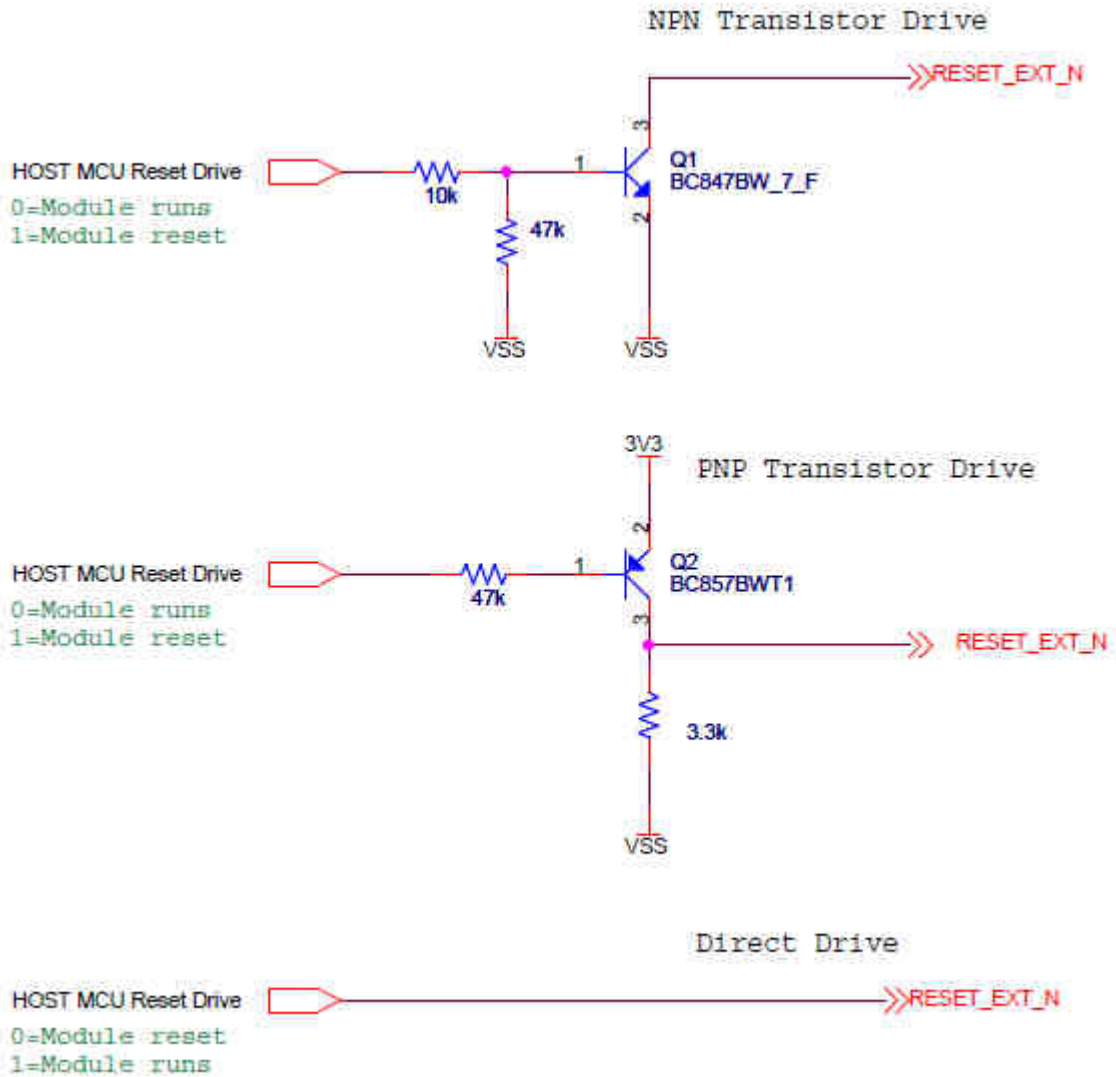 NPN Transistor Drive
RESET_EXT_N
3
HOST MCU Reset Drive
1
Q1
BC847BW_7_F
10k
0=Module runs
1=Module reset
47k
2
VSS
VSS
3V3
PNP Transistor Drive
2
HOST MCU Reset Drive
1
Q2
BC857BWT1
47k
0=Module runs
1=Module reset
3
RESET_EXT_N
3.3k
VSS
Direct Drive
HOST MCU Reset Drive
RESET_EXT_N
0=Module reset
1=Module runs